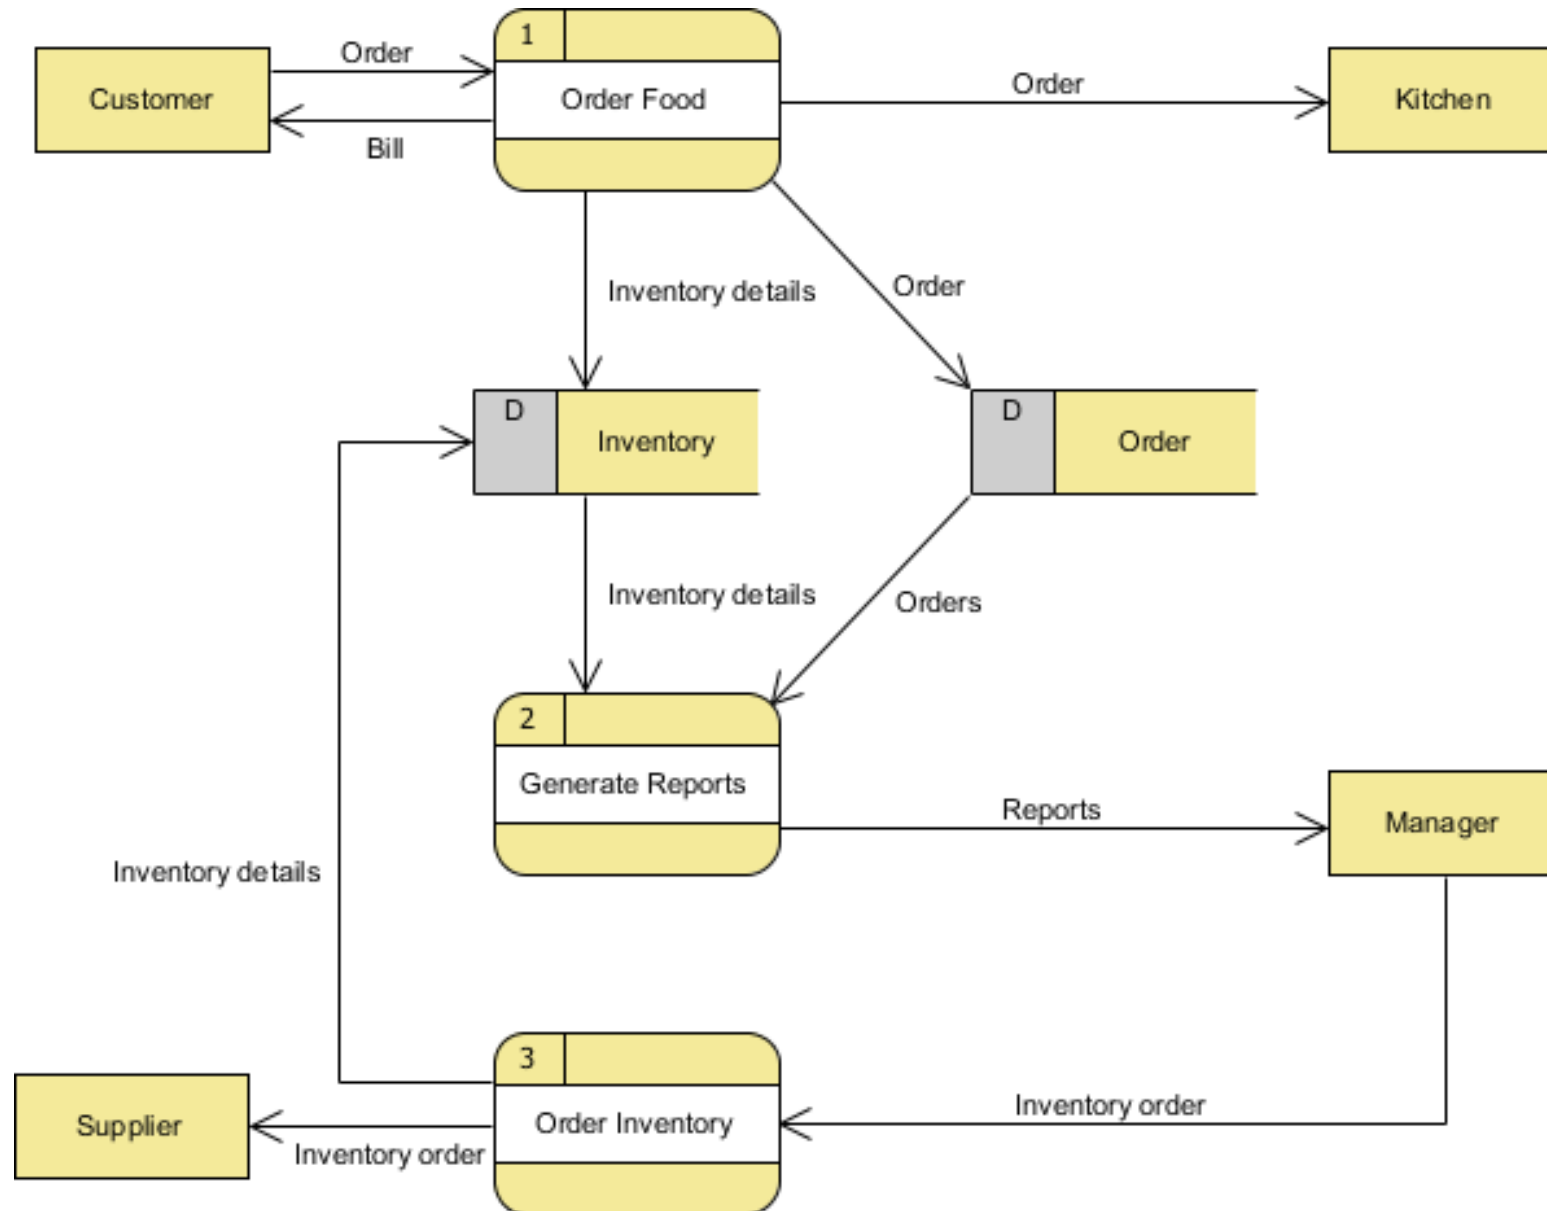 1
Order
Customer
Order Food
Order
Kitchen
Bill
Inventory details
Order
D
Inventory
D
Order
Inventory details
Orders
2
Generate Reports
Reports
Manager
Inventory details
3
Order Inventory
Inventory order
Supplier
Inventory order